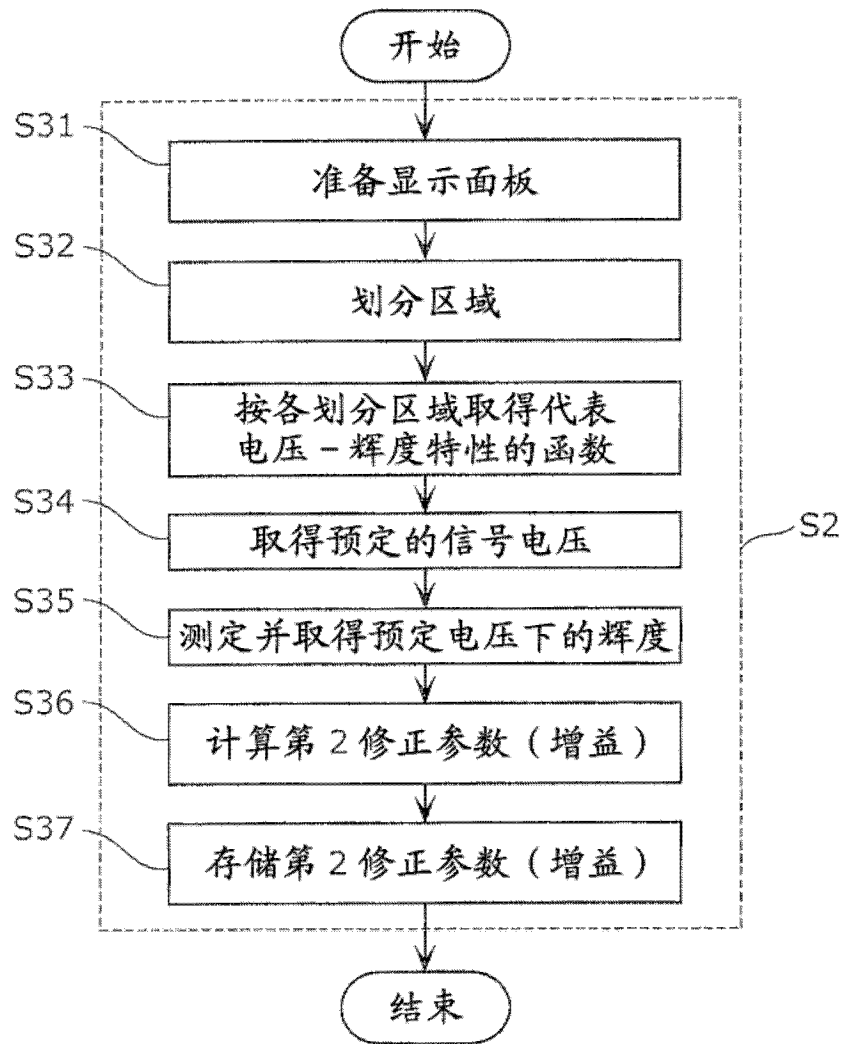 开始
S31
准备显示面板
S32
划分区域
S33
按各划分区域取得代表
电压－辉度特性的函数
S34
取得预定的信号电压
S2
S35
测定并取得预定电压下的辉度
S36
计算第2修正参数（增益）
S37
存储第2修正参数（增益）
结束